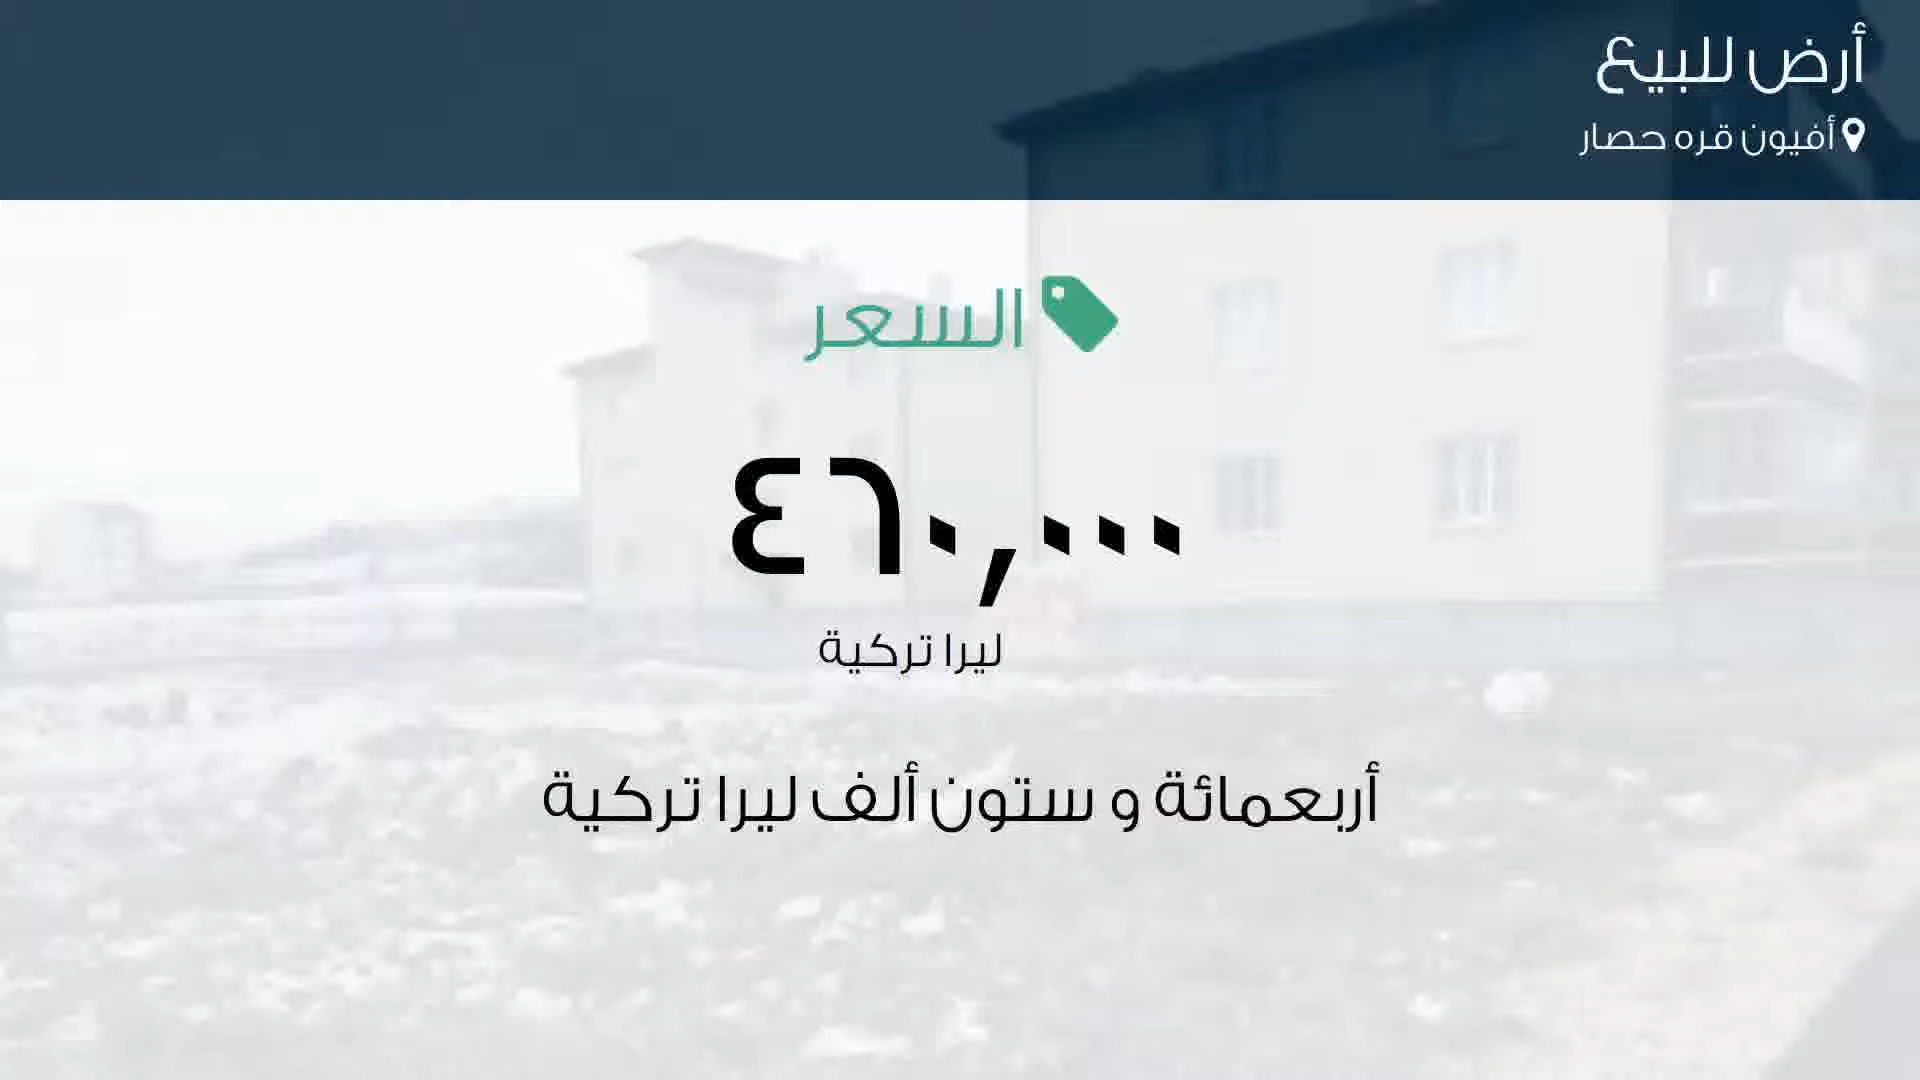 أرض للبيع
أفيون قره حصار
السعر
٤٦٠,٠٠٠
ليرا تركية
أربعمائة و ستون ألف ليرا تركية